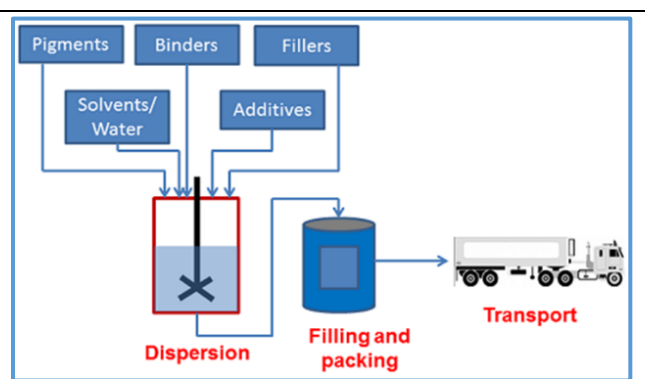 Pigments
Binders
Fillers
Solvents/
Water
Additives
Dispersion
Filling and
packing
Transport